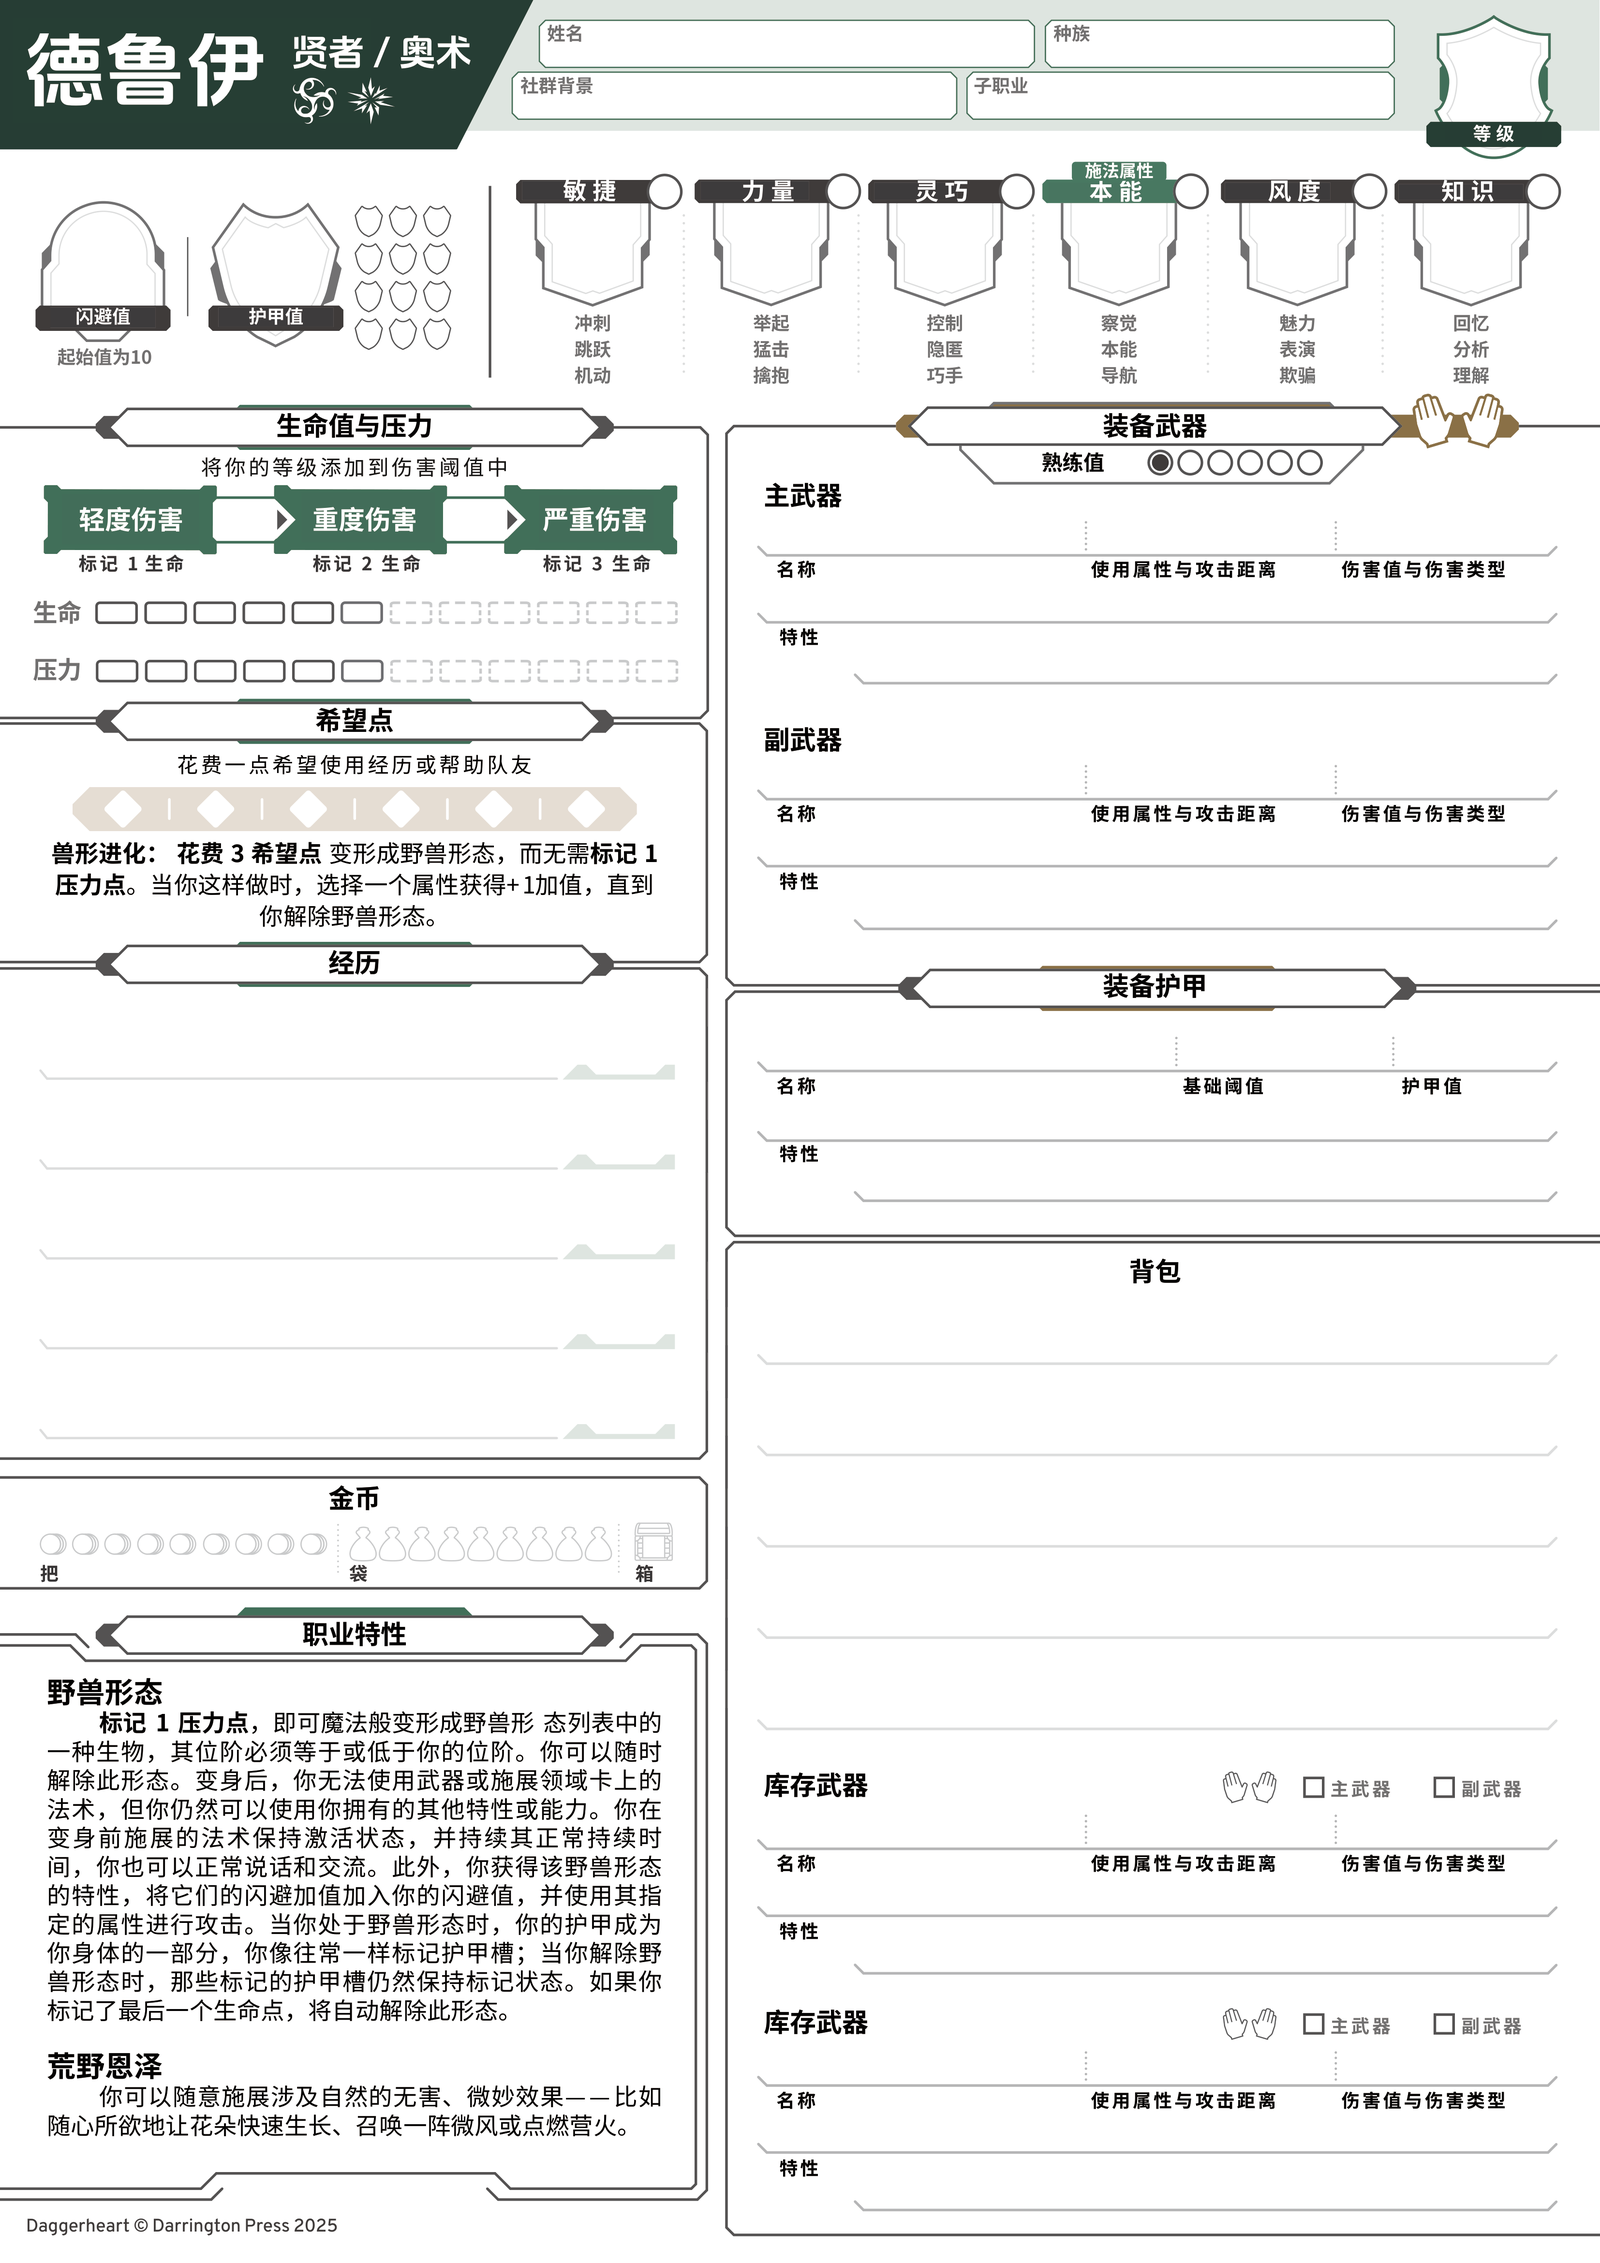 德鲁伊
贤者 / 奥术
姓名
种族
社群背景
子职业
等级
闪避值
起始值为10
护甲值
敏捷
冲刺
跳跃
机动
力量
举起
猛击
擒抱
灵巧
控制
隐匿
巧手
施法属性
本能
察觉
本能
导航
风度
魅力
表演
欺骗
知识
回忆
分析
理解
生命值与压力
将你的等级添加到伤害阈值中
轻度伤害 重度伤害 严重伤害
标记 1 生命 标记 2 生命 标记 3 生命
生命
压力
希望点
花费一点希望使用经历或帮助队友
兽形进化： 花费 3 希望点 变形成野兽形态，而无需标记 1
压力点。当你这样做时，选择一个属性获得+1加值，直到
你解除野兽形态。
经历
金币
把 袋 箱
职业特性
野兽形态
标记 1 压力点，即可魔法般变形成野兽形 态列表中的
一种生物，其位阶必须等于或低于你的位阶。你可以随时
解除此形态。变身后，你无法使用武器或施展领域卡上的
法术，但你仍然可以使用你拥有的其他特性或能力。你在
变身前施展的法术保持激活状态，并持续其正常持续时
间，你也可以正常说话和交流。此外，你获得该野兽形态
的特性，将它们的闪避加值加入你的闪避值，并使用其指
定的属性进行攻击。当你处于野兽形态时，你的护甲成为
你身体的一部分，你像往常一样标记护甲槽；当你解除野
兽形态时，那些标记的护甲槽仍然保持标记状态。如果你
标记了最后一个生命点，将自动解除此形态。
荒野恩泽
你可以随意施展涉及自然的无害、微妙效果——比如
随心所欲地让花朵快速生长、召唤一阵微风或点燃营火。
Daggerheart © Darrington Press 2025
装备武器
熟练值
主武器
名称 使用属性与攻击距离 伤害值与伤害类型
特性
副武器
名称 使用属性与攻击距离 伤害值与伤害类型
特性
装备护甲
名称 基础阈值 护甲值
特性
背包
库存武器 主武器 副武器
名称 使用属性与攻击距离 伤害值与伤害类型
特性
库存武器 主武器 副武器
名称 使用属性与攻击距离 伤害值与伤害类型
特性